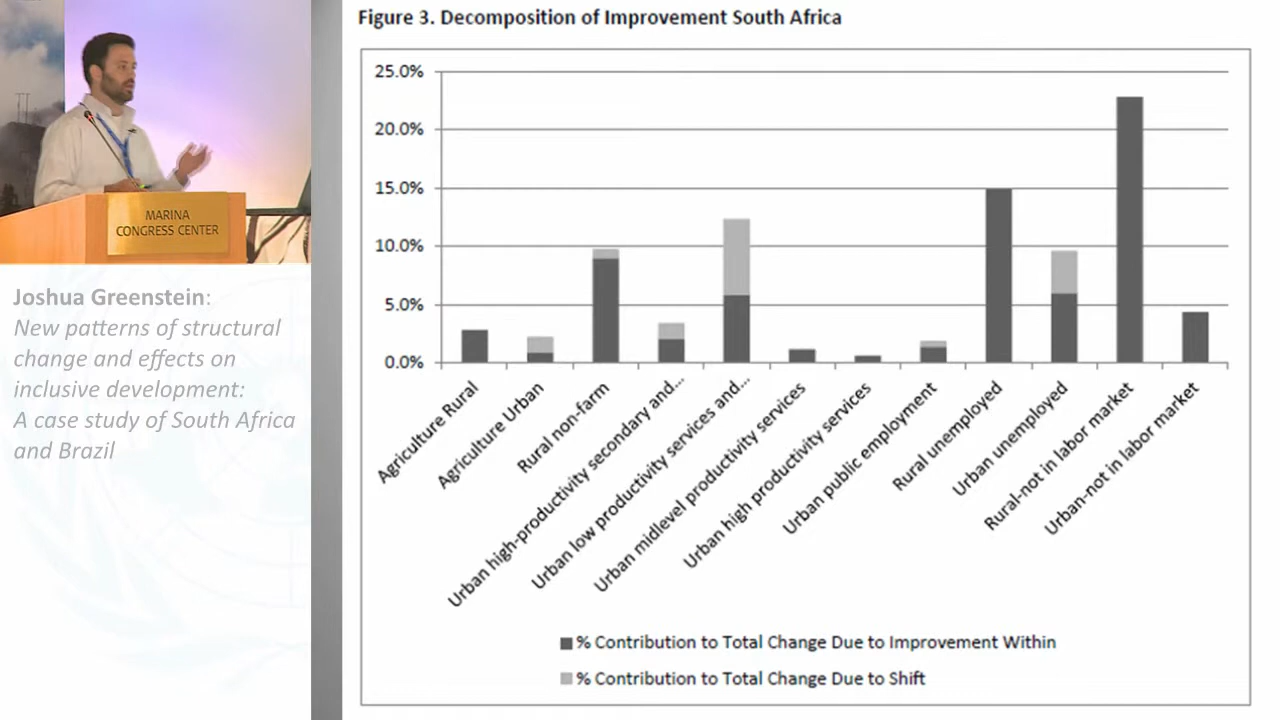 MARINA
CONGRESS CENTER
Joshua Greenstein:
New patterns of structural
change and effects on
inclusive development:
A case study of South Africa
and Brazil
Figure 3. Decomposition of Improvement South Africa
25.0%
20.0%
15.0%
10.0%
5.0%
0.0%
Agriculture Rural
Agriculture Urban
Rural non-farm
Urban high-productivity secondary and...
Urban low productivity services and...
Urban midlevel productivity services
Urban high productivity services
Urban public employment
Rural unemployed
Urban unemployed
Rural-not in labor market
Urban-not in labor market
% Contribution to Total Change Due to Improvement Within
% Contribution to Total Change Due to Shift